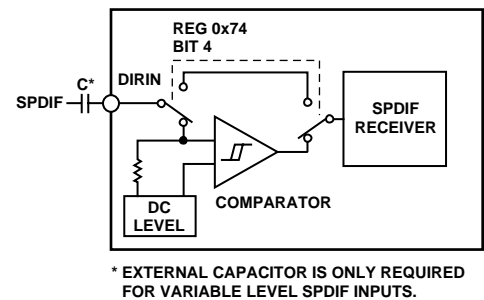 REG 0x74
BIT 4
C*
DIRIN
SPDIF
SPDIF
RECEIVER
COMPARATOR
DC
LEVEL
* EXTERNAL CAPACITOR IS ONLY REQUIRED
FOR VARIABLE LEVEL SPDIF INPUTS.